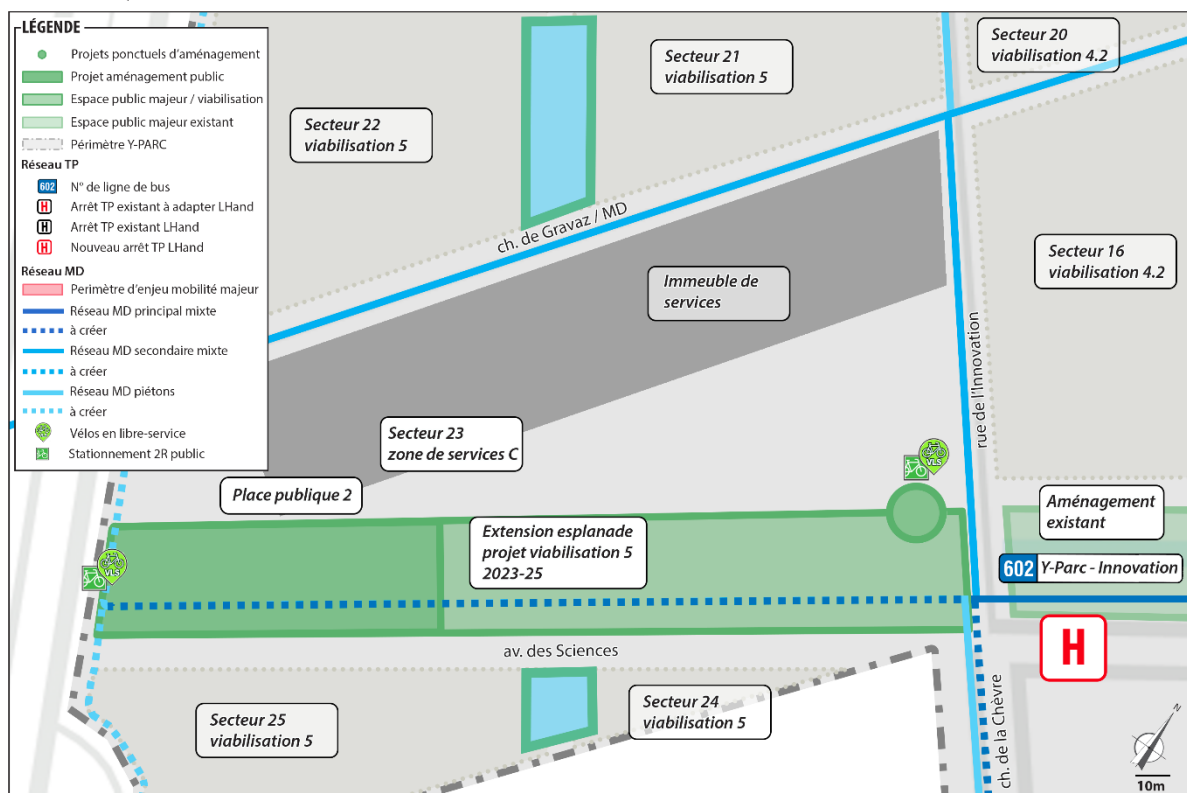 LÉGENDE
Projets ponctuels d'aménagement
Projet aménagement public
Espace public majeur / viabilisation
Espace public majeur existant
Périmètre Y-PARC
Réseau TP
602 N° de ligne de bus
H Arrêt TP existant à adapter LHand
H Arrêt TP existant LHand
H Nouveau arrêt TP LHand
Réseau MD
Perimètre d'enjeu mobilité majeur
Réseau MD principal mixte
à créer
Réseau MD secondaire mixte
à créer
Réseau MD piétons
à créer
VLS Vélos en libre-service
Stationnement 2R public
Secteur 21
viabilisation 5
Secteur 20
viabilisation 4.2
Secteur 22
viabilisation 5
ch. de Gravaz / MD
Immeuble de
services
Secteur 16
viabilisation 4.2
rue de l'Innovation
Secteur 23
zone de services C
VLS
Place publique 2
Extension esplanade
projet viabilisation 5
2023-25
Aménagement
existant
VLS
602 Y-Parc - Innovation
H
av. des Sciences
Secteur 25
viabilisation 5
Secteur 24
viabilisation 5
ch. de la Chèvre
N
10m